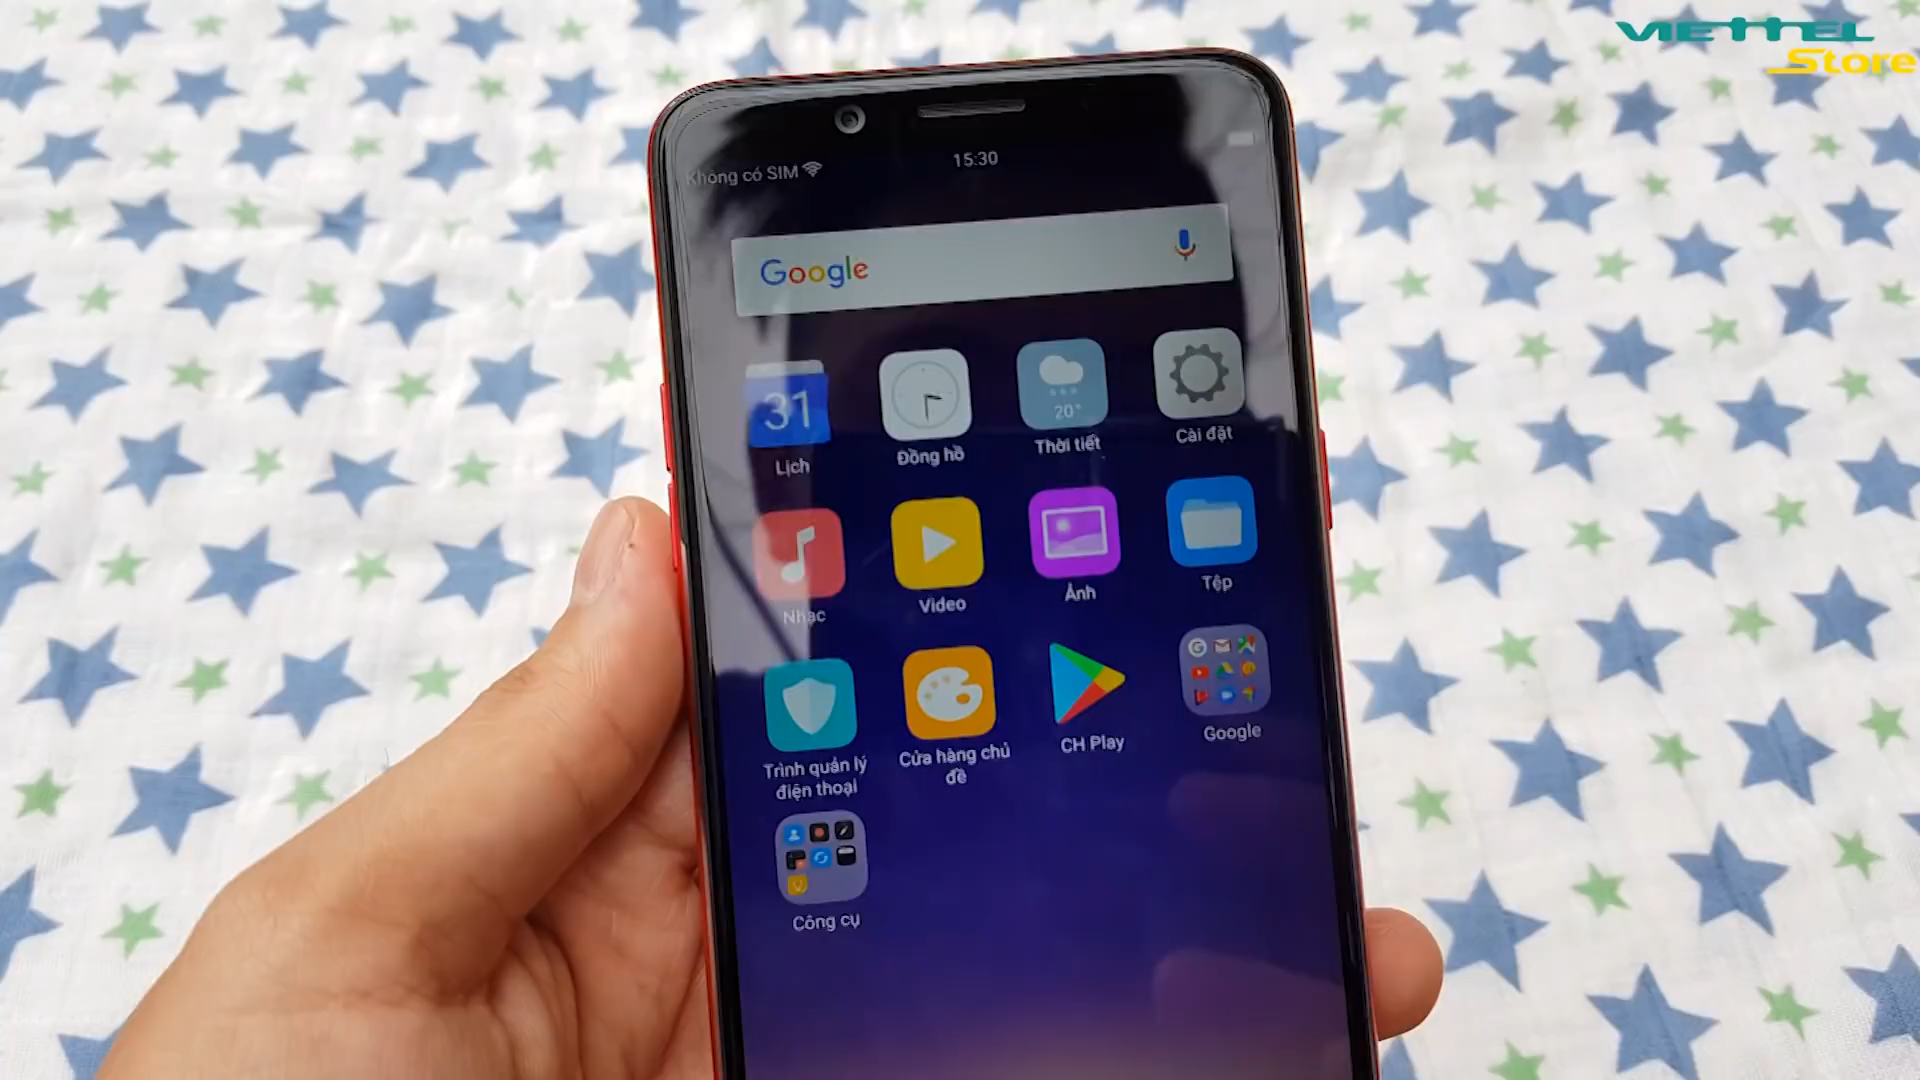 VIETTEL
Store
Không có SIM
15:30
Google
31
20°
Lịch
Đồng hồ
Thời tiết
Cài đặt
Nhạc
Video
Ảnh
Tệp
Trình quản lý
điện thoại
Cửa hàng chủ
đề
CH Play
Google
Công cụ